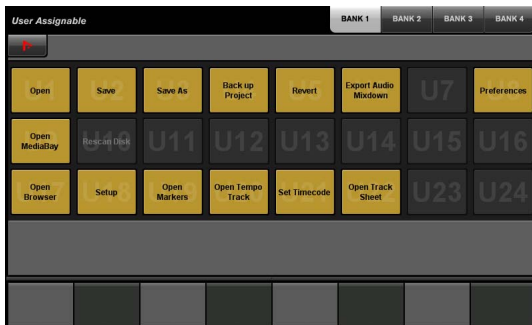 User Assignable
BANK 1 BANK 2 BANK 3 BANK 4
Open Save Save As Back up Project Revert Export Audio Mixdown U7 Preferences
Open MediaBay Rescan Disk U10 U11 U12 U13 U14 U15 U16
Open Browser Setup Open Markers Open Tempo Track Set Timecode Open Track Sheet U23 U24